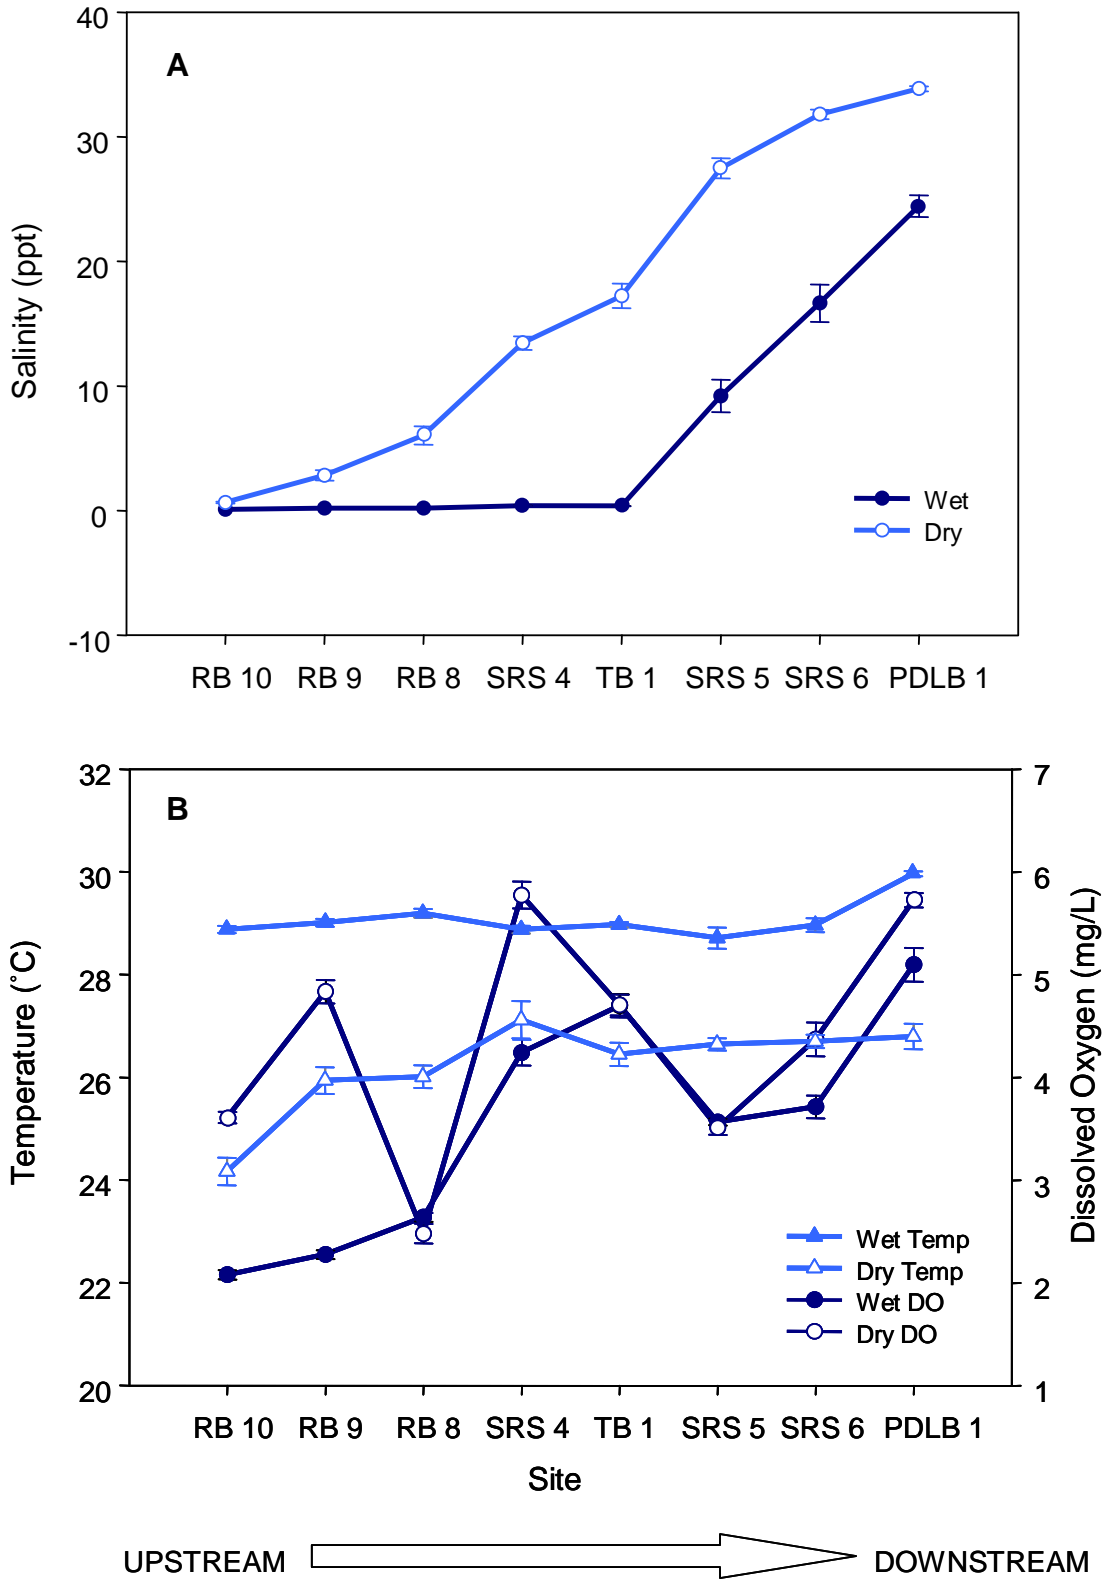 40
A
30
20
10
0
-10
Salinity (ppt)
Wet
Dry
RB 10 RB 9 RB 8 SRS 4 TB 1 SRS 5 SRS 6 PDLB 1
32 7
B
30 6
28 5
26 4
24 3
22 2
20 1
Temperature (˚C)
Dissolved Oxygen (mg/L)
Wet Temp
Dry Temp
Wet DO
Dry DO
RB 10 RB 9 RB 8 SRS 4 TB 1 SRS 5 SRS 6 PDLB 1
Site
UPSTREAM DOWNSTREAM